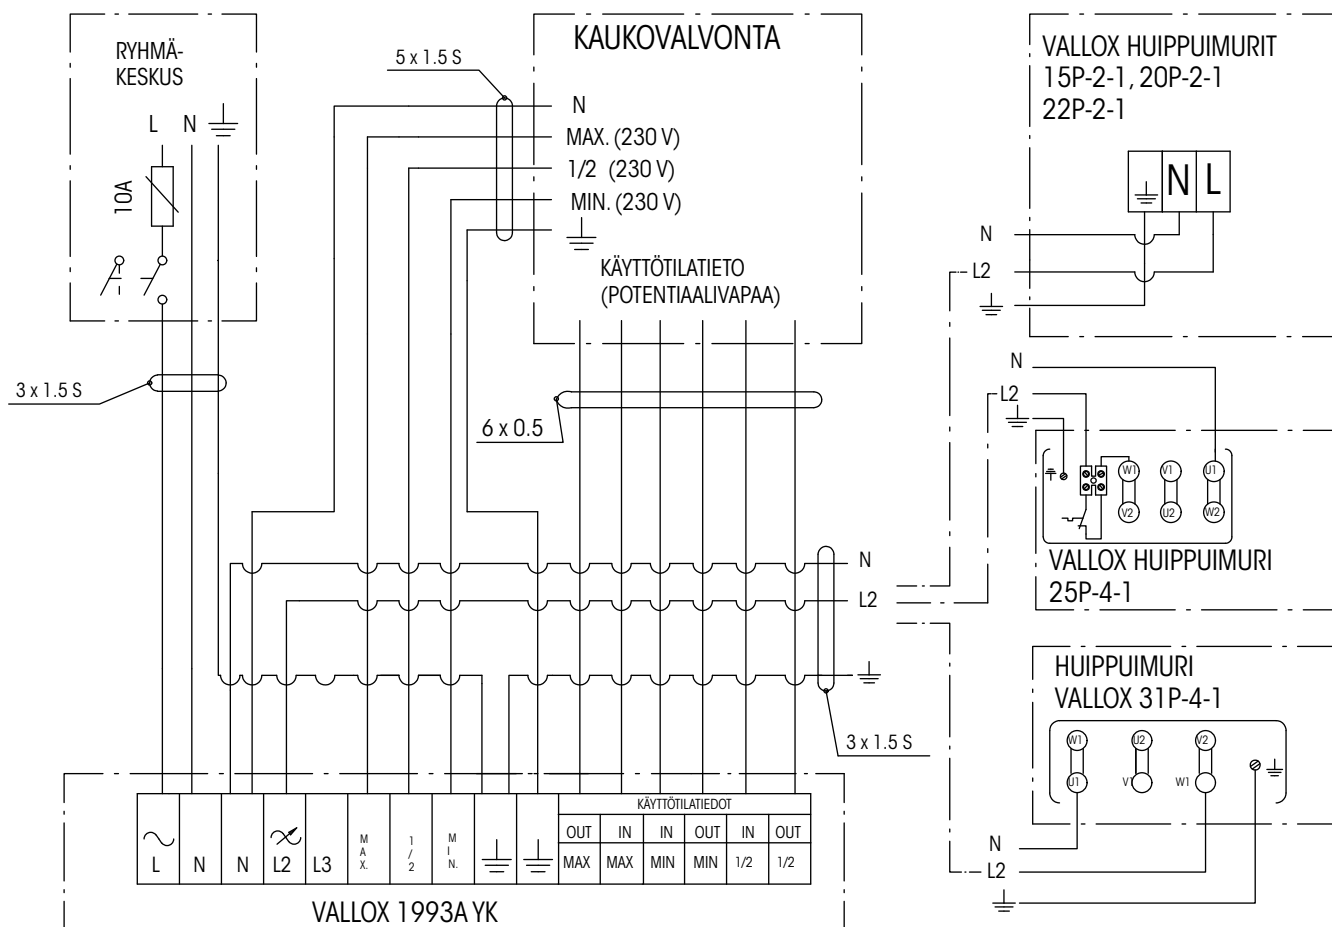 RYHMÄ-
KESKUS
L N
10A
3 x 1.5 S
5 x 1.5 S
KAUKOVALVONTA
N
MAX. (230 V)
1/2 (230 V)
MIN. (230 V)
KÄYTTÖTILATIETO
(POTENTIAALIVAPAA)
6 x 0.5
N
L2
3 x 1.5 S
VALLOX HUIPPUIMURIT
15P-2-1, 20P-2-1
22P-2-1
N L
N
L2
N
L2
W1 V1 U1
V2 U2 W2
VALLOX HUIPPUIMURI
25P-4-1
HUIPPUIMURI
VALLOX 31P-4-1
W1 U2 V2
U1 V1 W1
N
L2
KÄYTTÖTILATIEDOT
OUT IN IN OUT IN OUT
L N N L2 L3 MAX. 1/2 MIN. MAX MAX MIN MIN 1/2 1/2
VALLOX 1993A YK